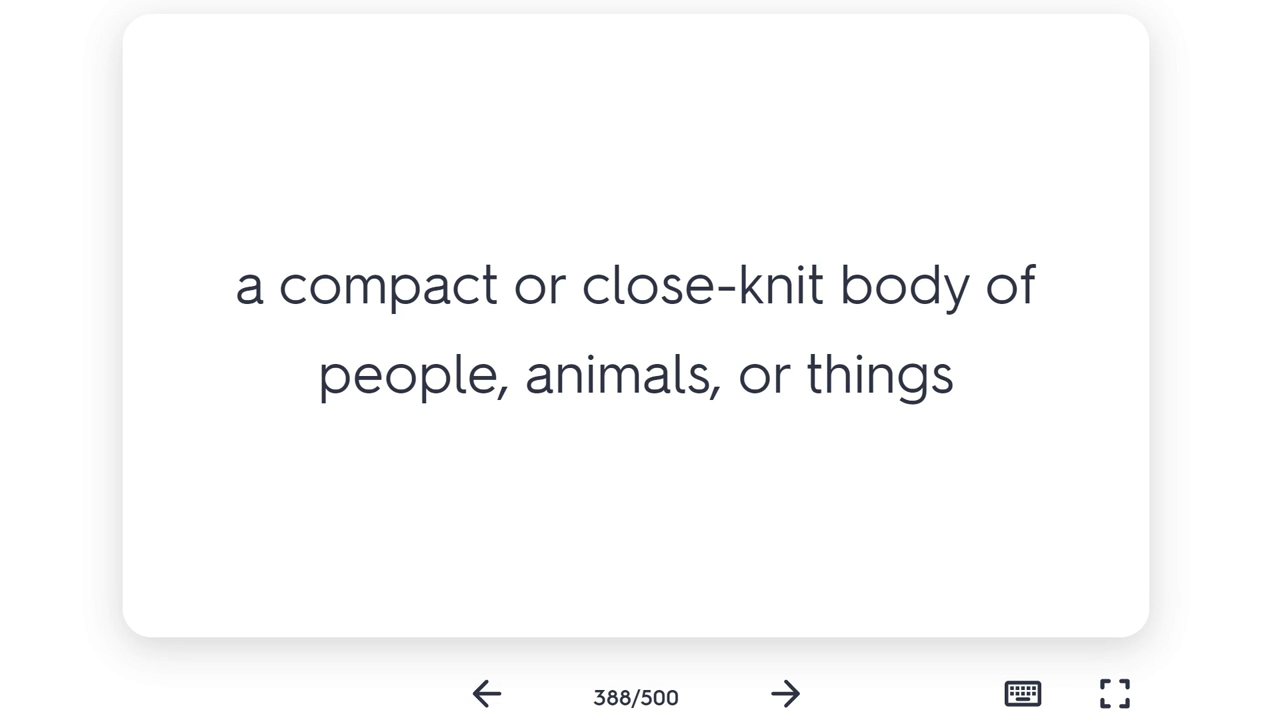 a compact or close-knit body of
people, animals, or things
388/500